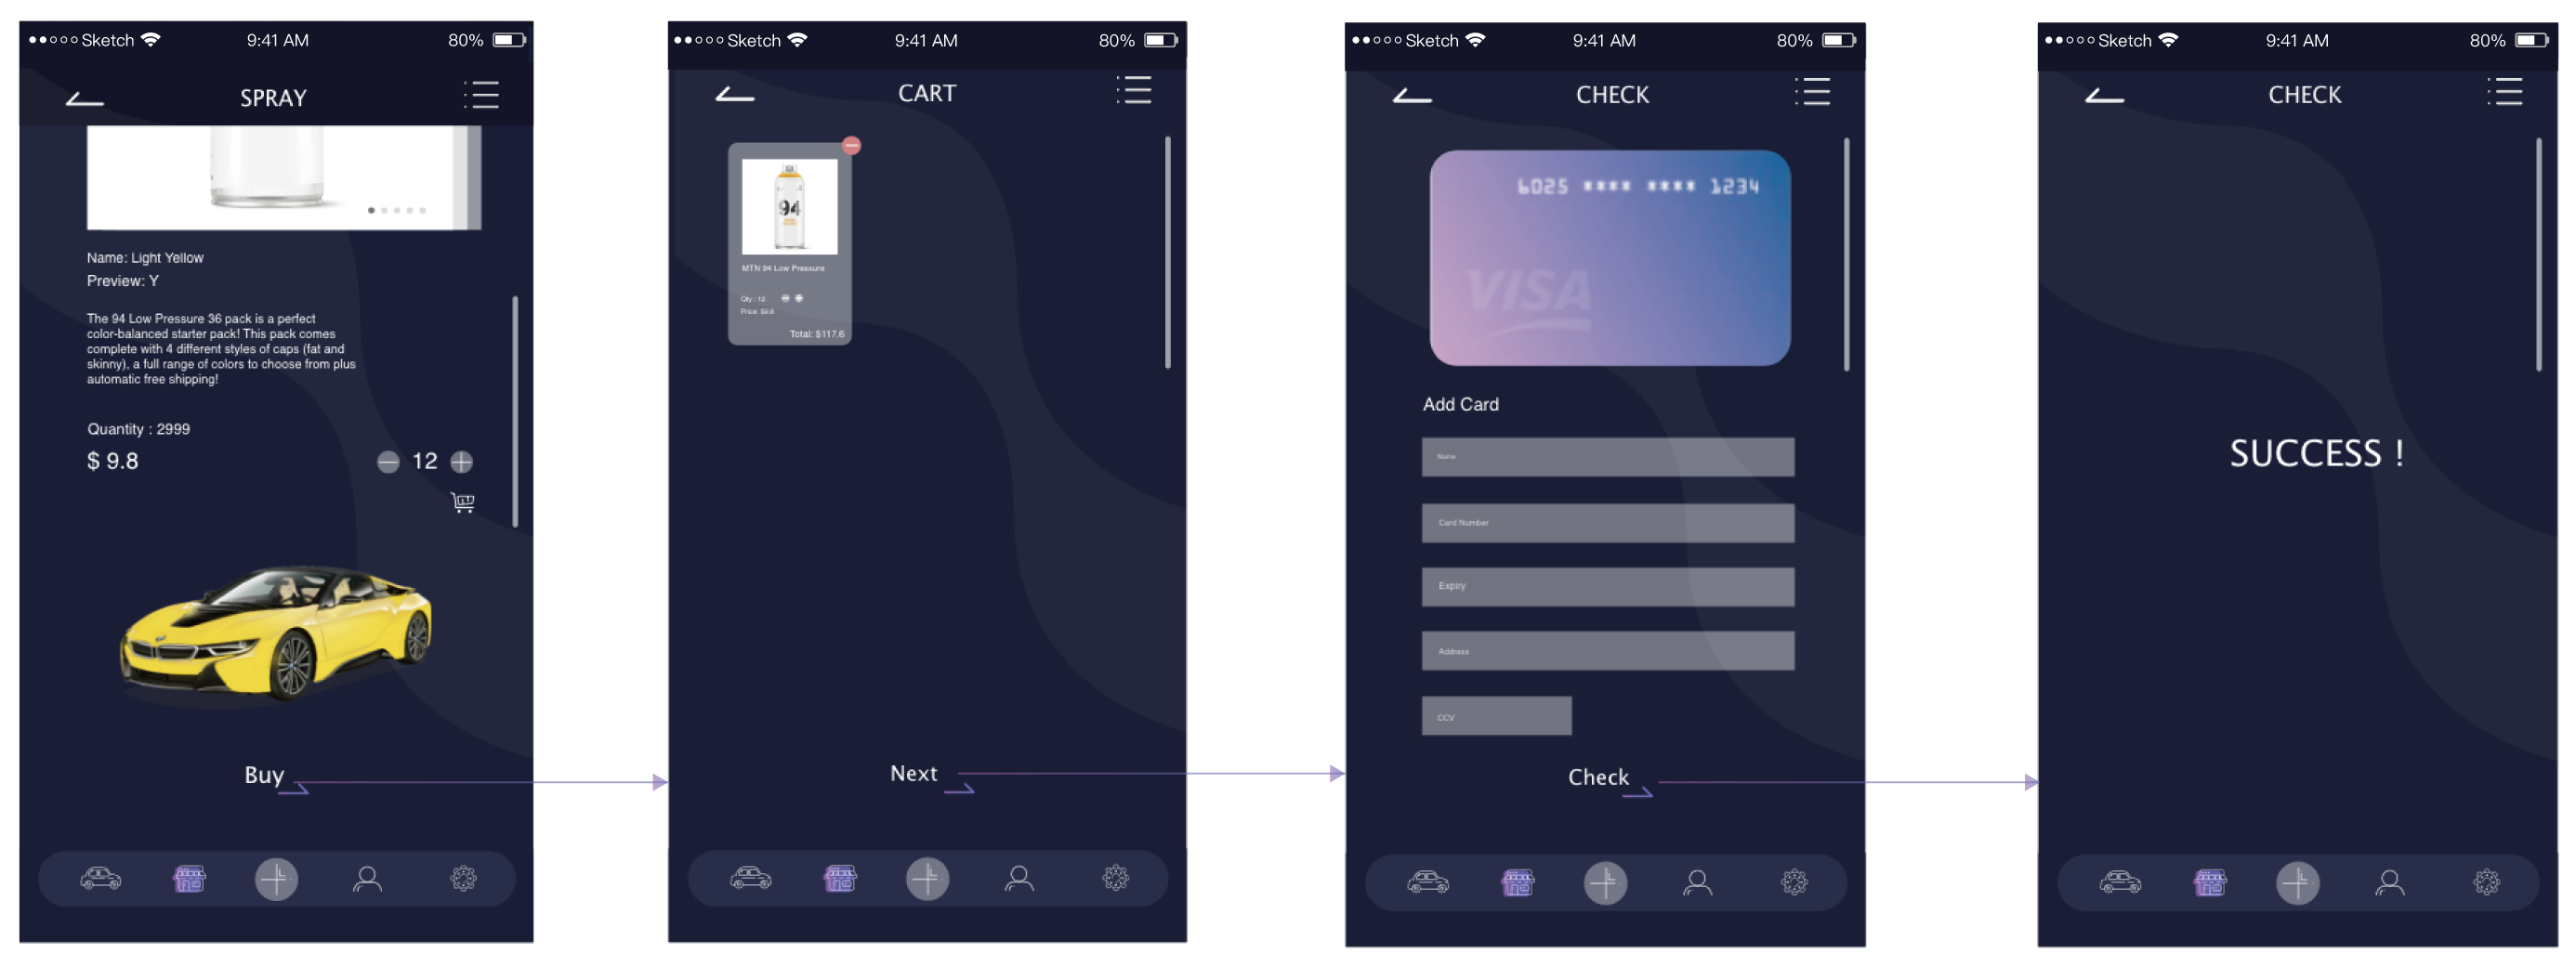 Sketch 9:41 AM 80%
SPRAY
Name: Light Yellow
Preview: Y
The 94 Low Pressure 36 pack is a perfect
color-balanced starter pack! This pack comes
complete with 4 different styles of caps (fat and
skinny), a full range of colors to choose from plus
automatic free shipping!
Quantity : 2999
$ 9.8
12
Buy
Sketch 9:41 AM 80%
CART
94
MTN 94 Low Pressure
Qty : 12
Price: $9.8
Total: $117.6
Next
Sketch 9:41 AM 80%
CHECK
6025 **** **** 1234
VISA
Add Card
Name
Card Number
Expiry
Address
CCV
Check
Sketch 9:41 AM 80%
CHECK
SUCCESS !